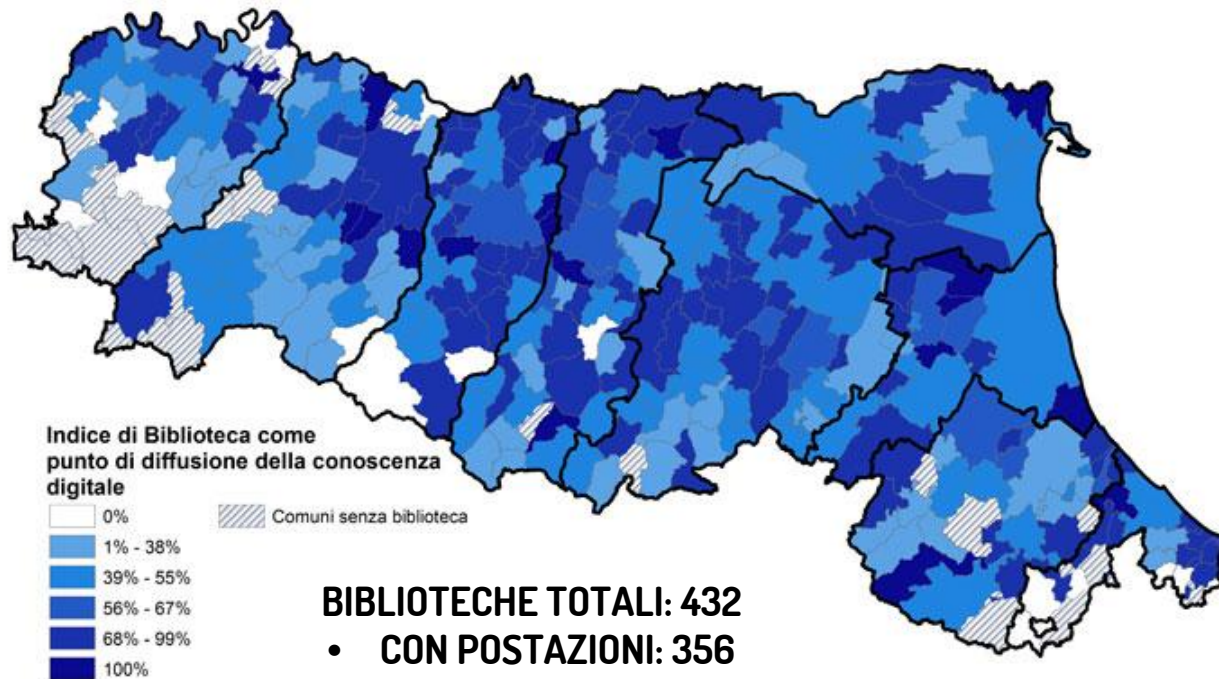 Indice di Biblioteca come
punto di diffusione della conoscenza
digitale
0%
Comuni senza biblioteca
1% - 38%
39% - 55%
56% - 67%
68% - 99%
100%
BIBLIOTECHE TOTALI: 432
• CON POSTAZIONI: 356